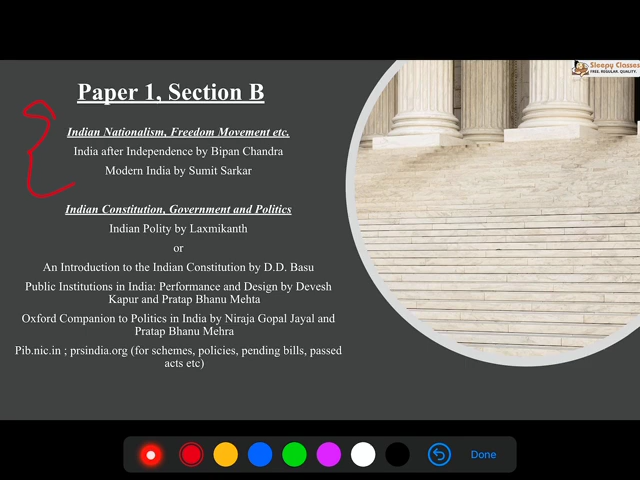 Sleepy Classes
FREE. REGULAR. QUALITY.
Paper 1, Section B
Indian Nationalism, Freedom Movement etc.
India after Independence by Bipan Chandra
Modern India by Sumit Sarkar
Indian Constitution, Government and Politics
Indian Polity by Laxmikanth
or
An Introduction to the Indian Constitution by D.D. Basu
Public Institutions in India: Performance and Design by Devesh
Kapur and Pratap Bhanu Mehta
Oxford Companion to Politics in India by Niraja Gopal Jayal and
Pratap Bhanu Mehra
Pib.nic.in ; prsindia.org (for schemes, policies, pending bills, passed
acts etc)
Done